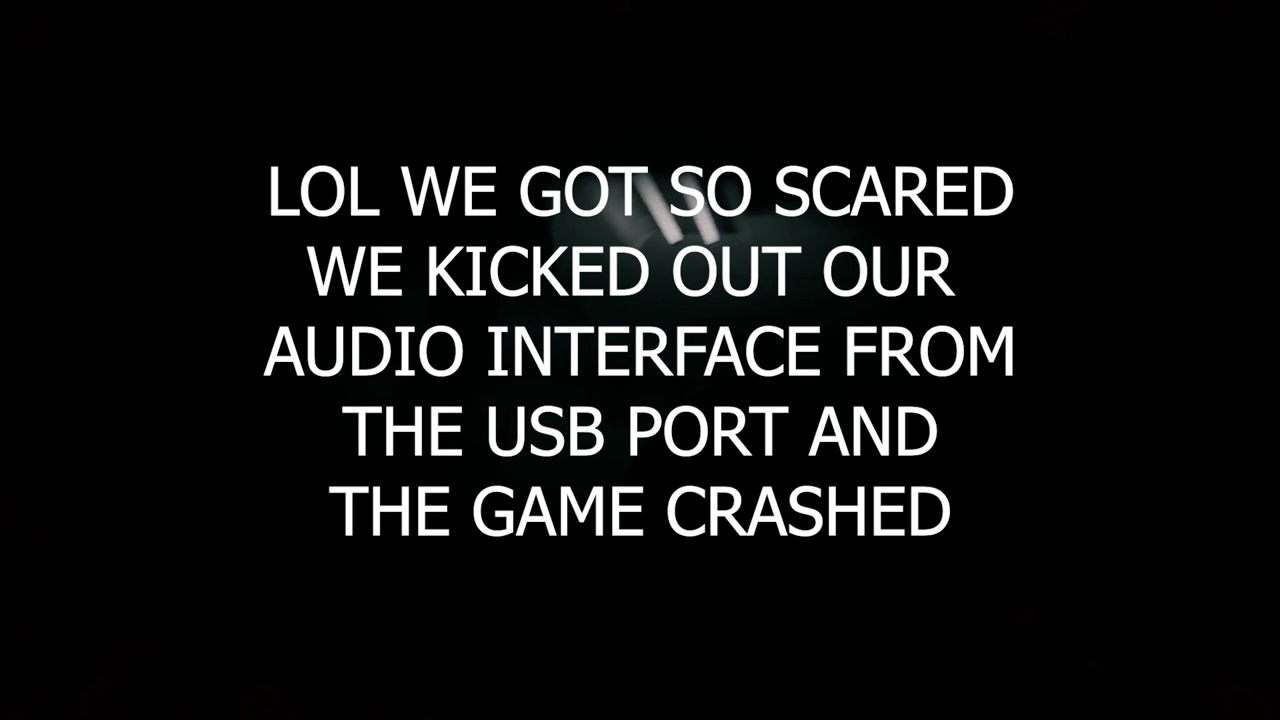 LOL WE GOT SO SCARED
WE KICKED OUT OUR
AUDIO INTERFACE FROM
THE USB PORT AND
THE GAME CRASHED